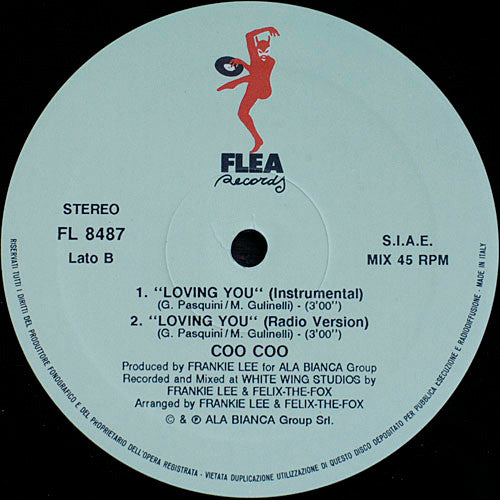 FLEA
Records
STEREO
FL 8487
Lato B
S.I.A.E.
MIX 45 RPM
1. "LOVING YOU" (Instrumental)
(G. Pasquini/M. Gulinelli) - (3'00")
2. "LOVING YOU" (Radio Version)
(G. Pasquini/M. Gulinelli) - (3'00")
COO COO
Produced by FRANKIE LEE for ALA BIANCA Group
Recorded and Mixed at WHITE WING STUDIOS by
FRANKIE LEE & FELIX-THE-FOX
Arranged by FRANKIE LEE & FELIX-THE-FOX
© & ℗ ALA BIANCA Group Srl.
RISERVATI TUTTI I DIRITTI DEL PRODUTTORE FONOGRAFICO E DEL PROPRIETARIO DELL'OPERA REGISTRATA - VIETATA DUPLICAZIONE UTILIZZAZIONE DI QUESTO DISCO DEPOSITATO PER PUBBLICA ESECUZIONE E RADIODIFFUSIONE - MADE IN ITALY